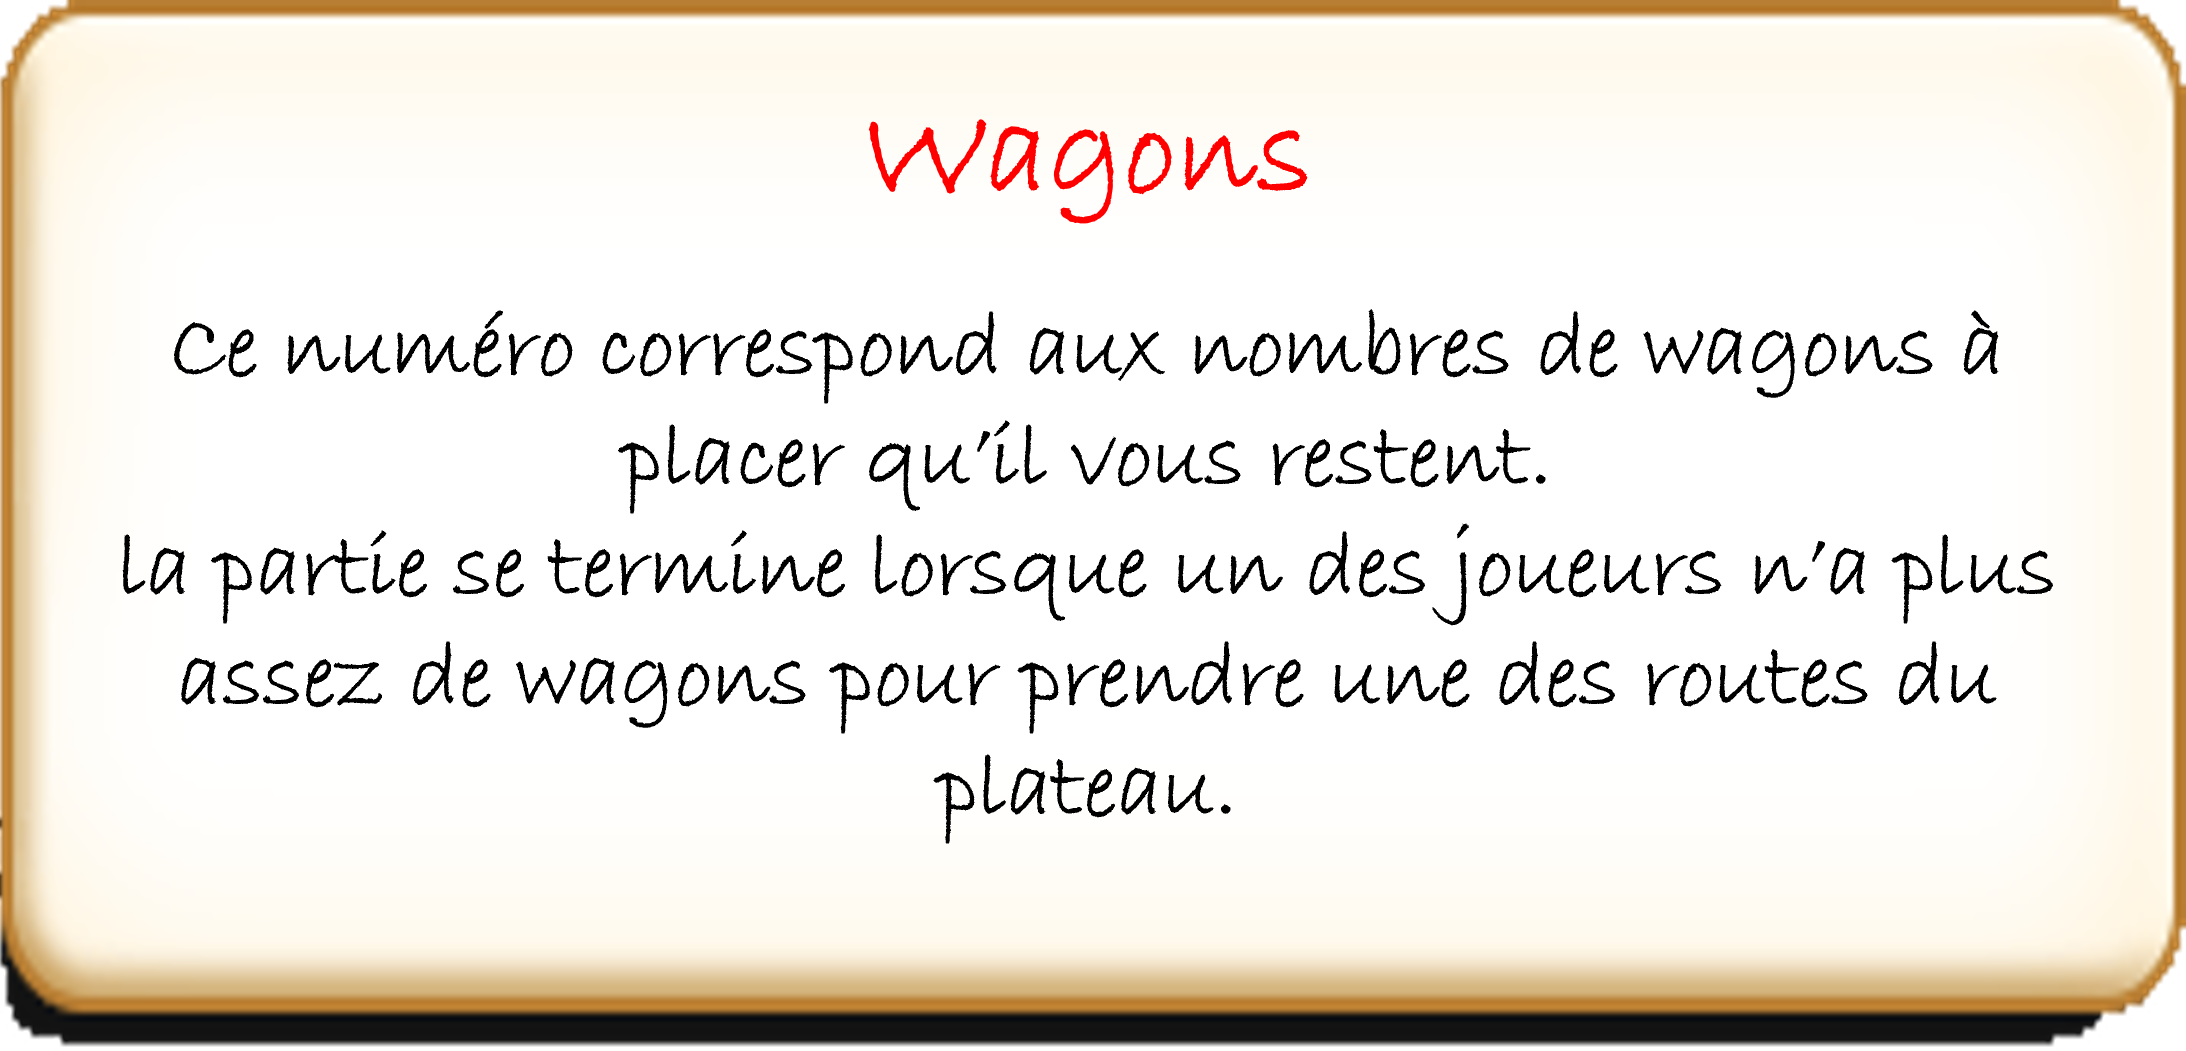 Wagons
Ce numéro correspond aux nombres de wagons à
placer qu'il vous restent.
la partie se termine lorsque un des joueurs n'a plus
assez de wagons pour prendre une des routes du
plateau.